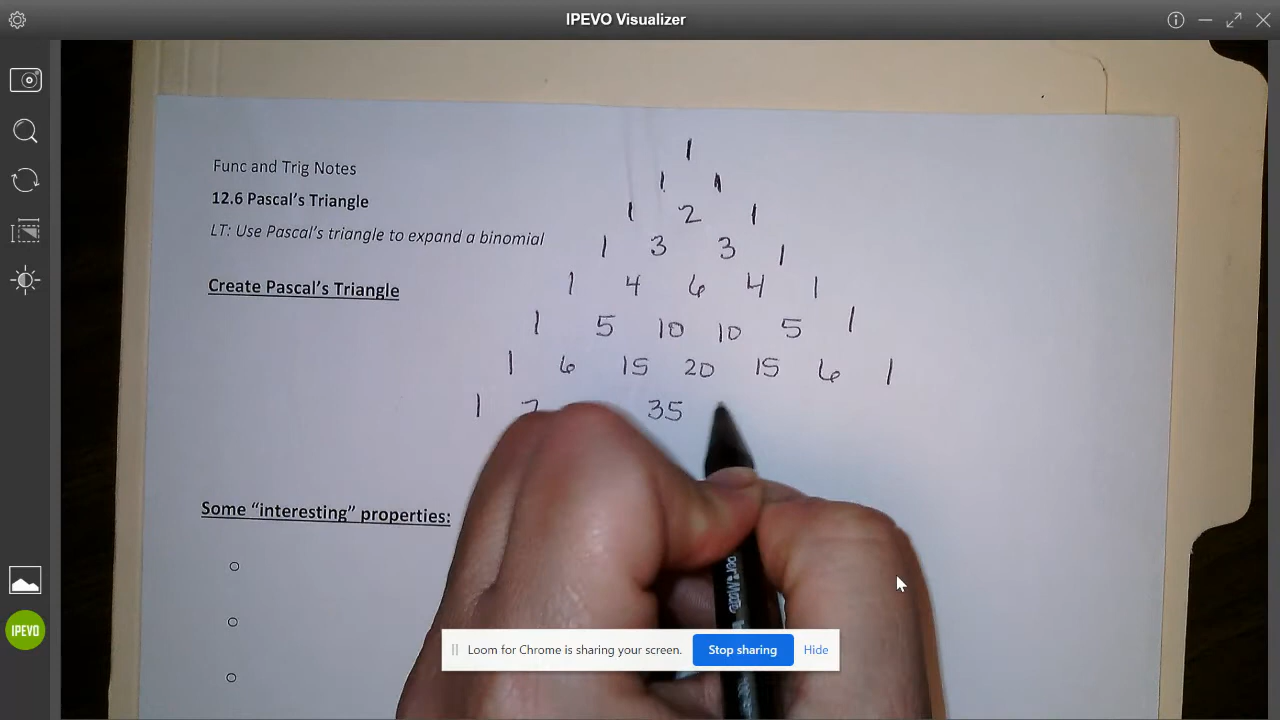 IPEVO Visualizer
1
Func and Trig Notes
1 1
12.6 Pascal's Triangle
1 2 1
LT: Use Pascal's triangle to expand a binomial
1 3 3 1
Create Pascal's Triangle
1 4 6 4 1
1 5 10 10 5 1
1 6 15 20 15 6 1
1 7 35
Some "interesting" properties:
IPEVO
Loom for Chrome is sharing your screen. Stop sharing Hide